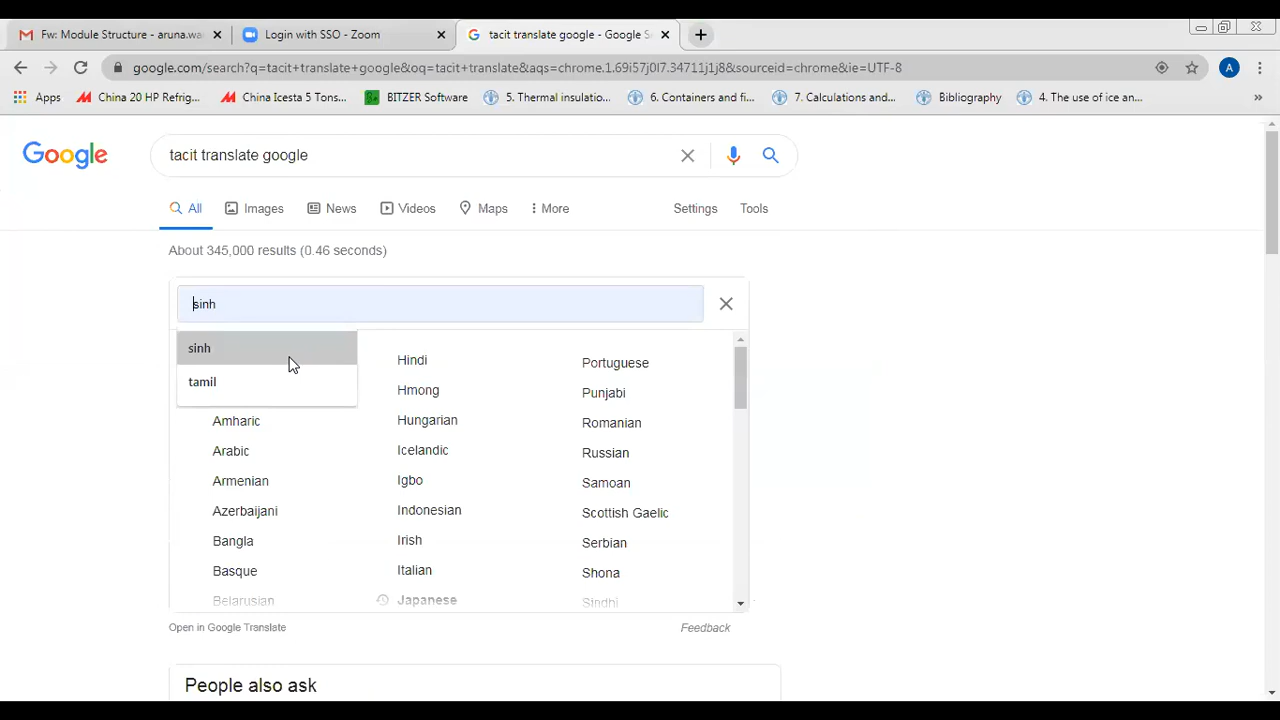 Fw: Module Structure - aruna.wa
Login with SSO - Zoom
tacit translate google - Google S
google.com/search?q=tacit+translate+google&oq=tacit+translate&aqs=chrome.1.69i57j0l7.34711j1j8&sourceid=chrome&ie=UTF-8
A
Apps
China 20 HP Refrig...
China Icesta 5 Tons...
BITZER Software
5. Thermal insulatio...
6. Containers and fi...
7. Calculations and...
Bibliography
4. The use of ice an...
»
Google
tacit translate google
All
Images
News
Videos
Maps
More
Settings
Tools
About 345,000 results (0.46 seconds)
sinh
sinh
tamil
Amharic
Arabic
Armenian
Azerbaijani
Bangla
Basque
Belarusian
Hindi
Hmong
Hungarian
Icelandic
Igbo
Indonesian
Irish
Italian
Japanese
Portuguese
Punjabi
Romanian
Russian
Samoan
Scottish Gaelic
Serbian
Shona
Sindhi
Open in Google Translate
Feedback
People also ask